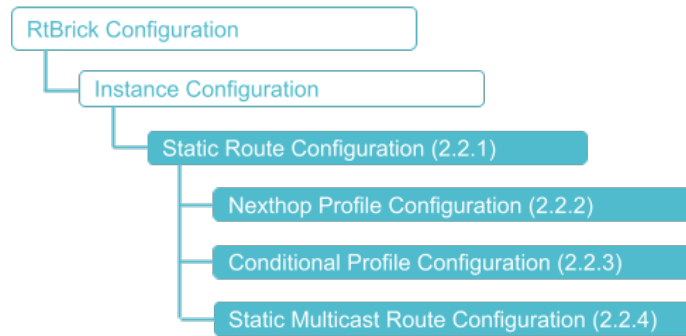 RtBrick Configuration
Instance Configuration
Static Route Configuration (2.2.1)
Nexthop Profile Configuration (2.2.2)
Conditional Profile Configuration (2.2.3)
Static Multicast Route Configuration (2.2.4)